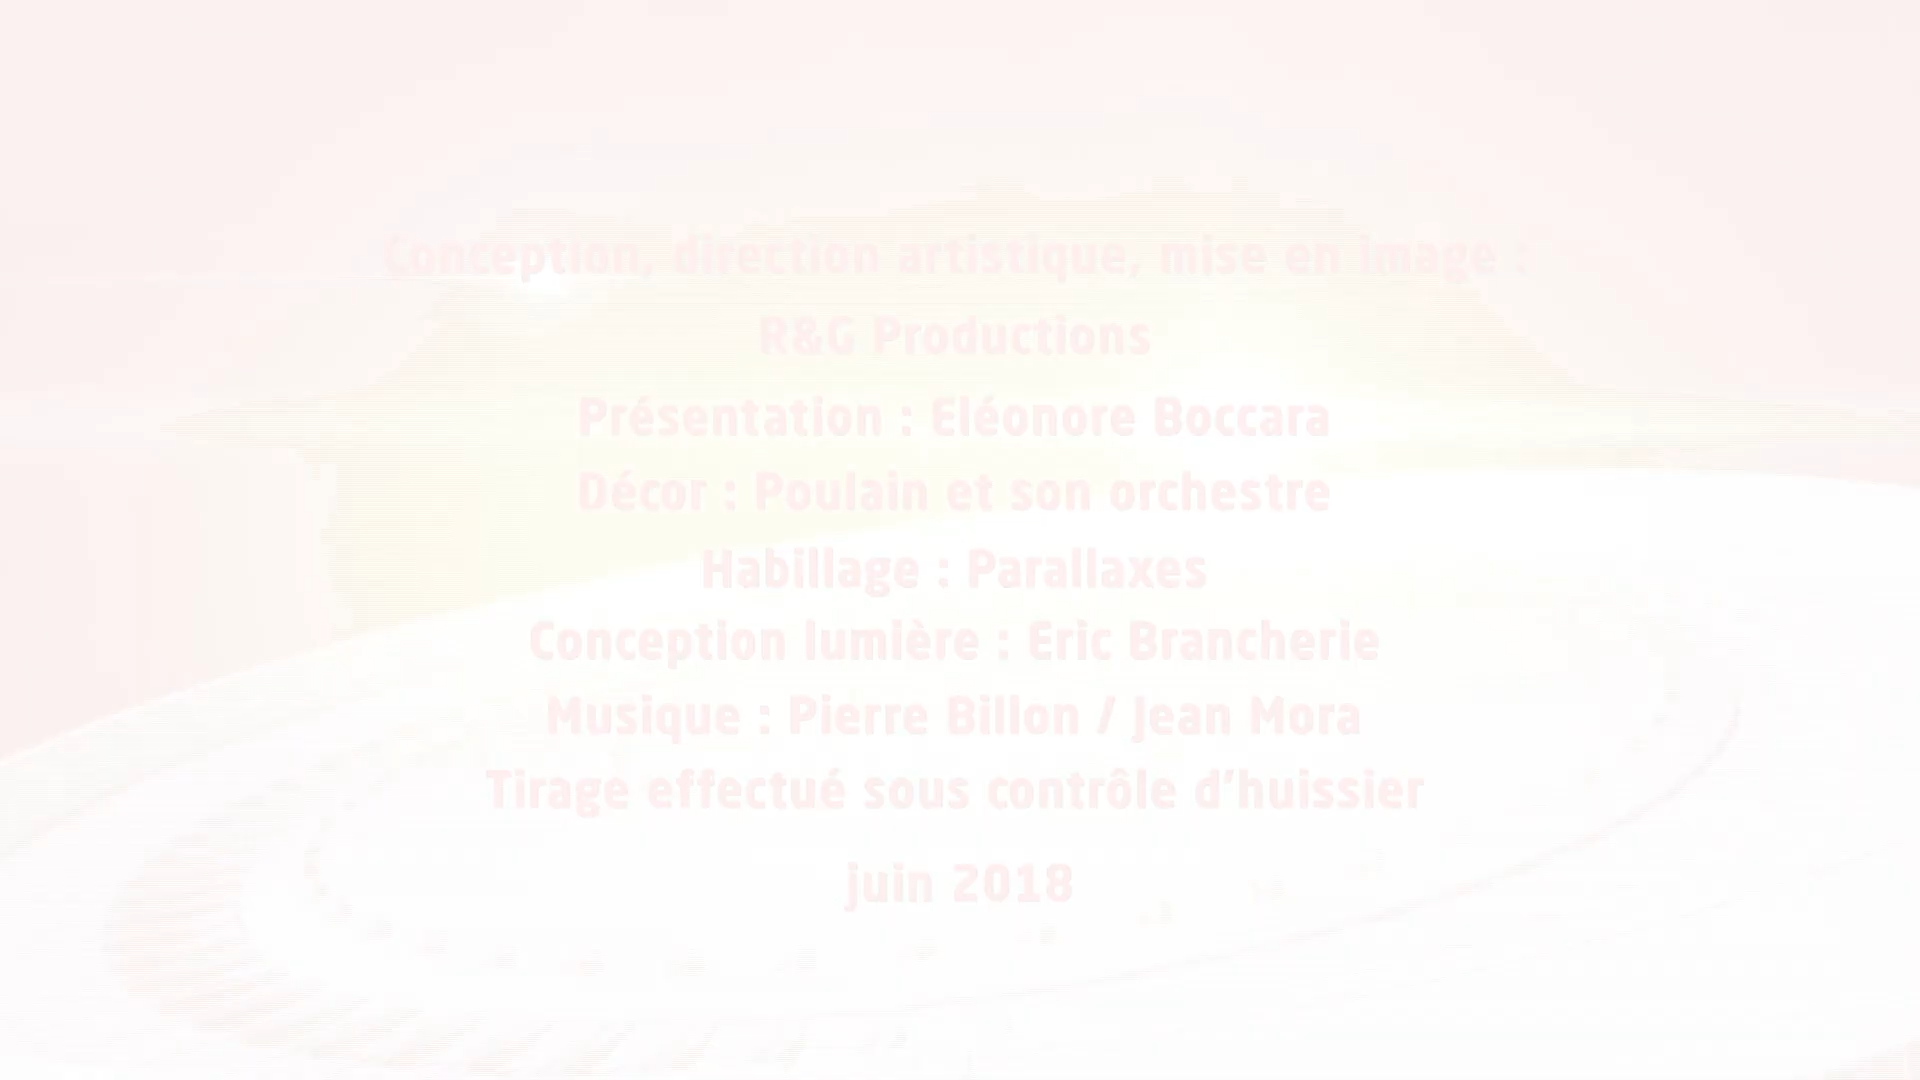 Conception, direction artistique, mise en image :
R&G Productions
Présentation : Eléonore Boccara
Décor : Poulain et son orchestre
Habillage : Parallaxes
Conception lumière : Eric Brancherie
Musique : Pierre Billon / Jean Mora
Tirage effectué sous contrôle d'huissier
juin 2018